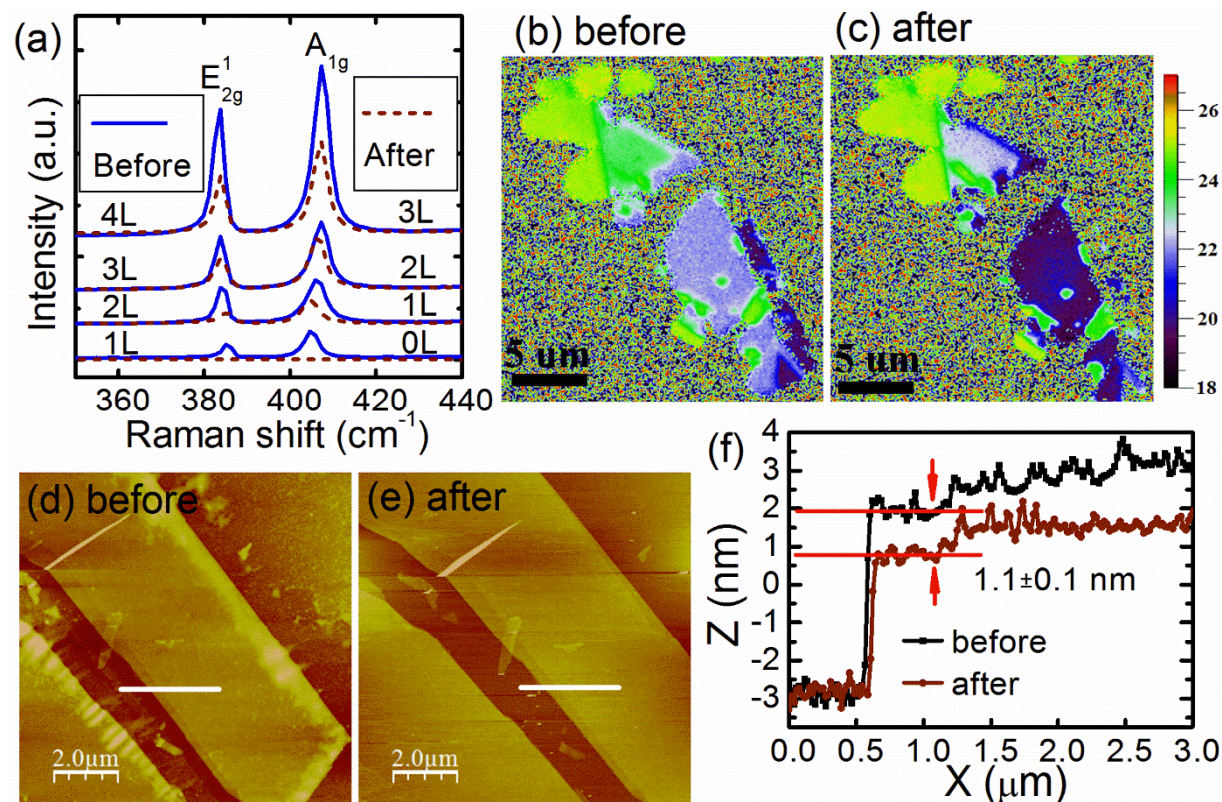 (a)
E¹₂g
A₁g
Before
After
4L
3L
3L
2L
2L
1L
1L
0L
Intensity (a.u.)
360 380 400 420 440
Raman shift (cm⁻¹)
(b) before
5 um
(c) after
5 um
26
24
22
20
18
(d) before
2.0µm
(e) after
2.0µm
(f)
4
3
2
1
0
-1
-2
-3
Z (nm)
1.1±0.1 nm
before
after
0.0 0.5 1.0 1.5 2.0 2.5 3.0
X (µm)